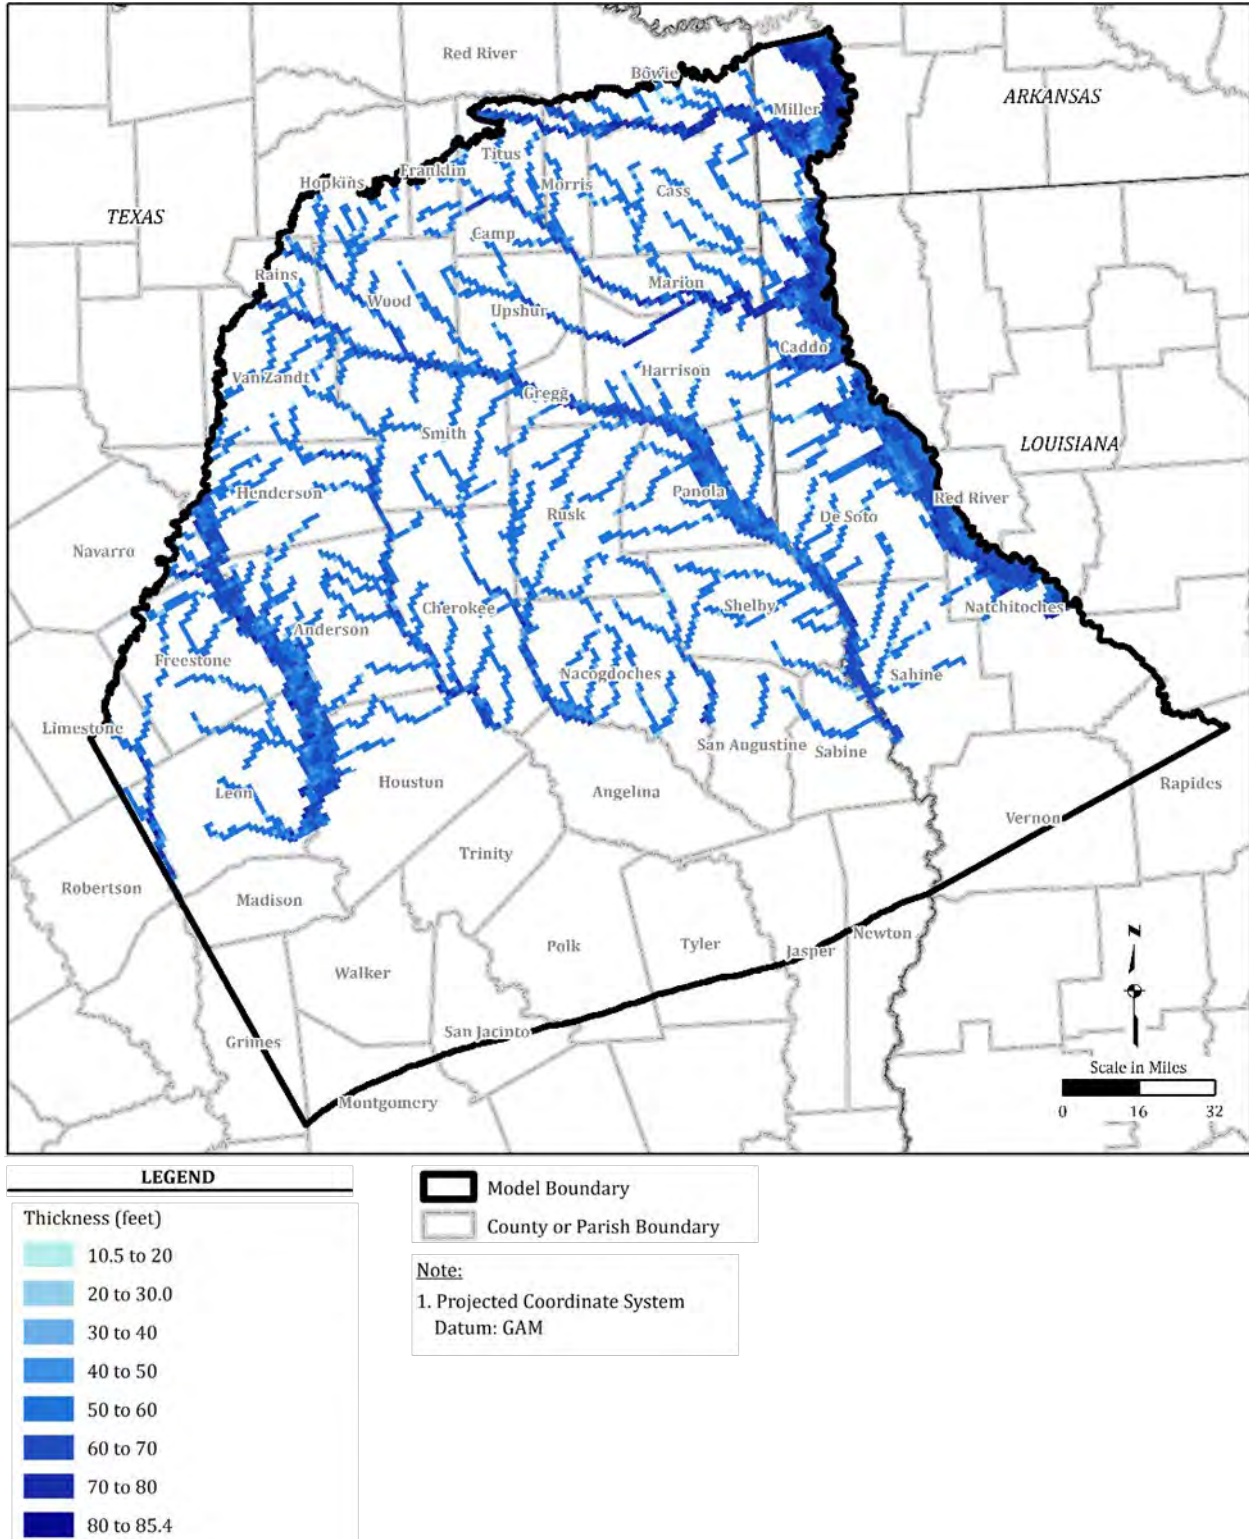 Red River
Bowie
ARKANSAS
Miller
Titus
Franklin
Hopkins
Morris
Cass
TEXAS
Camp
Rains
Marion
Wood
Upshur
Caddo
Harrison
Van Zandt
Gregg
Smith
LOUISIANA
Henderson
Panola
Red River
Rusk
De Soto
Navarro
Cherokee
Shelby
Natchitoches
Anderson
Freestone
Nacogdoches
Sabine
Limestone
San Augustine
Sabine
Houston
Rapides
Leon
Angelina
Vernon
Trinity
Robertson
Madison
Newton
Polk
Tyler
Jasper
Walker
San Jacinto
Grimes
Montgomery
N
Scale in Miles
0 16 32
LEGEND
Thickness (feet)
10.5 to 20
20 to 30.0
30 to 40
40 to 50
50 to 60
60 to 70
70 to 80
80 to 85.4
Model Boundary
County or Parish Boundary
Note:
1. Projected Coordinate System
Datum: GAM